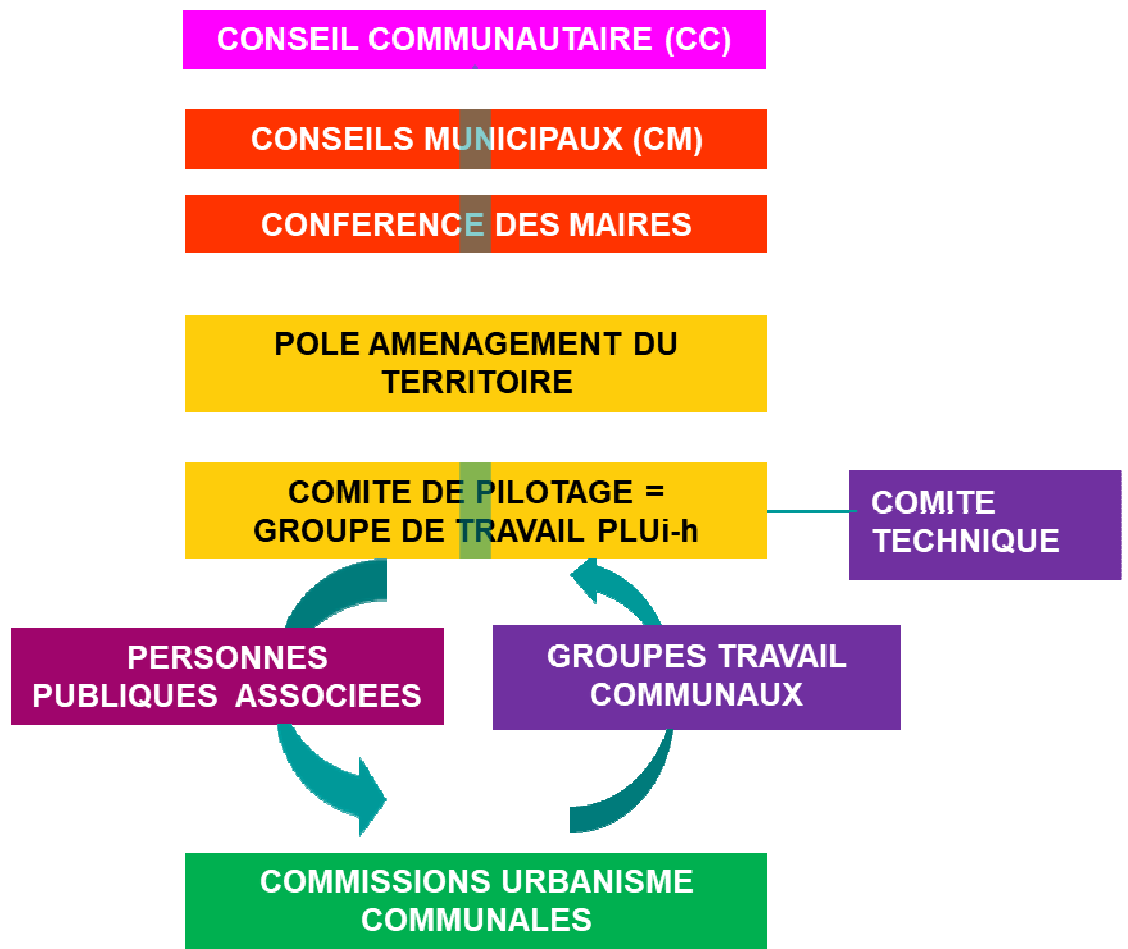 CONSEIL COMMUNAUTAIRE (CC)
CONSEILS MUNICIPAUX (CM)
CONFERENCE DES MAIRES
POLE AMENAGEMENT DU
TERRITOIRE
COMITE DE PILOTAGE =
GROUPE DE TRAVAIL PLUi-h
COMITE
TECHNIQUE
PERSONNES
PUBLIQUES ASSOCIEES
GROUPES TRAVAIL
COMMUNAUX
COMMISSIONS URBANISME
COMMUNALES